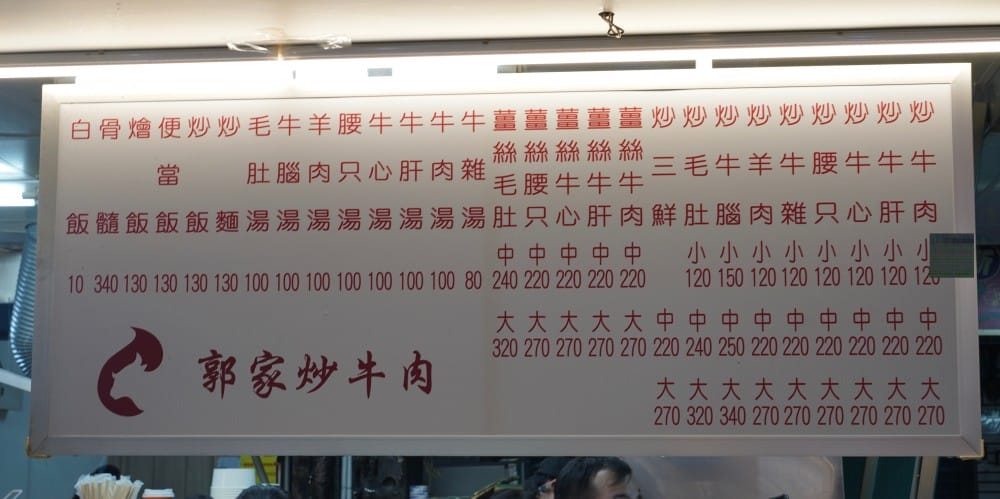 炒牛肉 小120 中220 大270
炒牛肝 小120 中220 大270
炒牛心 小120 中220 大270
炒腰只 小120 中220 大270
炒牛雜 小120 中220 大270
炒羊肉 小120 中220 大270
炒牛腦 小150 中250 大340
炒毛肚 小120 中240 大320
炒三鮮 中220 大270
薑絲牛肉 中220 大270
薑絲牛肝 中220 大270
薑絲牛心 中220 大270
薑絲腰只 中220 大270
薑絲毛肚 中240 大320
牛雜湯 80
牛肉湯 100
牛肝湯 100
牛心湯 100
腰只湯 100
羊肉湯 100
牛腦湯 100
毛肚湯 100
炒麵 130
炒飯 130
便當飯 130
燴飯 130
骨髓 340
白飯 10
郭家炒牛肉